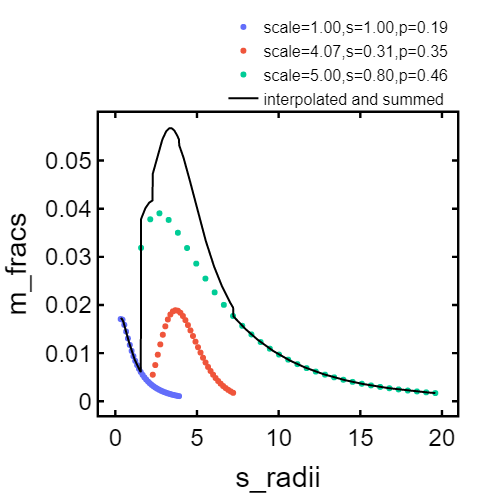 scale=1.00,s=1.00,p=0.19
scale=4.07,s=0.31,p=0.35
scale=5.00,s=0.80,p=0.46
interpolated and summed
0.05
0.04
0.03
0.02
0.01
0
m_fracs
0 5 10 15 20
s_radii